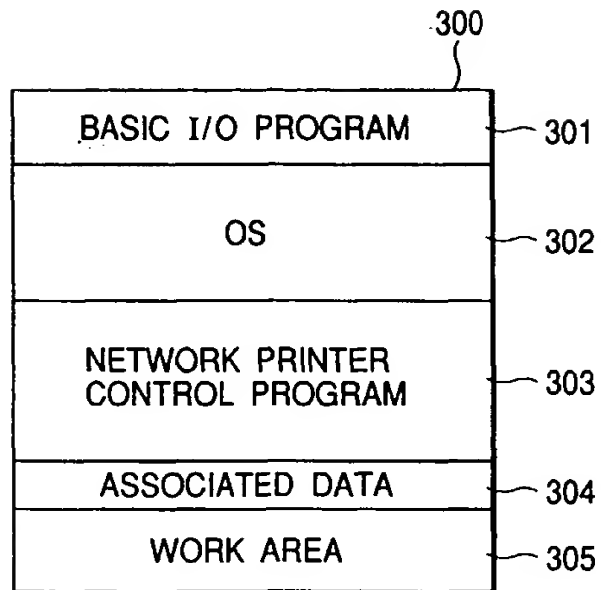 300
BASIC I/O PROGRAM 301
OS 302
NETWORK PRINTER
CONTROL PROGRAM 303
ASSOCIATED DATA 304
WORK AREA 305